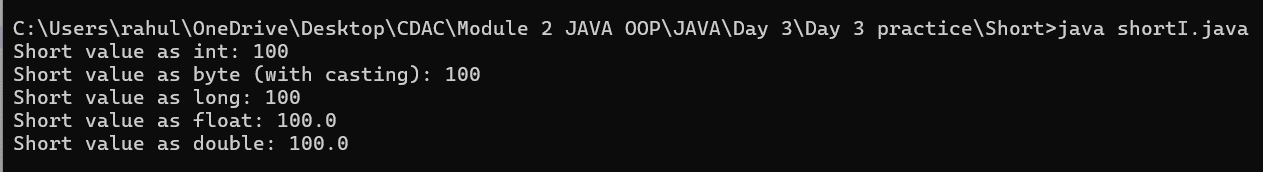 C:\Users\rahul\OneDrive\Desktop\CDAC\Module 2 JAVA OOP\JAVA\Day 3\Day 3 practice\Short>java shortI.java
Short value as int: 100
Short value as byte (with casting): 100
Short value as long: 100
Short value as float: 100.0
Short value as double: 100.0